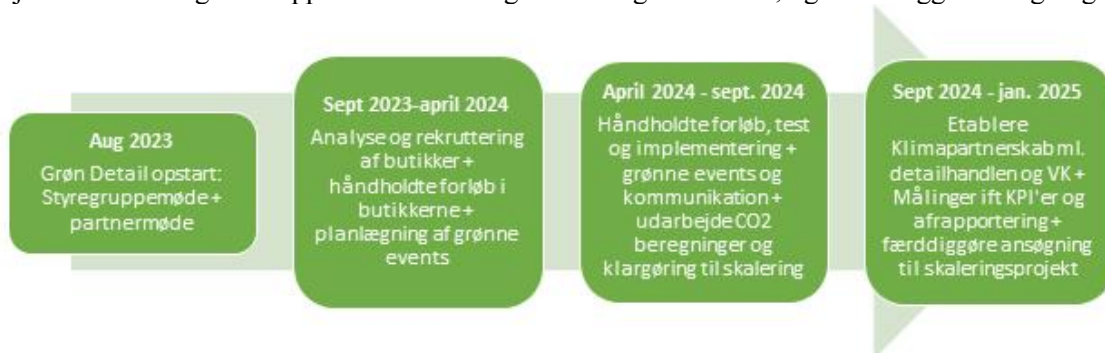 Aug 2023
Grøn Detail opstart:
Styregruppemøde +
partnermøde
Sept 2023-april 2024
Analyse og rekruttering
af butikker +
håndholdte forløb i
butikkerne +
planlægning af grønne
events
April 2024 - sept. 2024
Håndholdte forløb, test
og implementering +
grønne events og
kommunikation +
udarbejde CO2
beregninger og
klargøring til skalering
Sept 2024 - jan. 2025
Etablere
Klimapartnerskab ml.
detailhandlen og VK +
Målinger ift KPI'er og
afrapportering +
færddiggøre ansøgning
til skaleringsprojekt